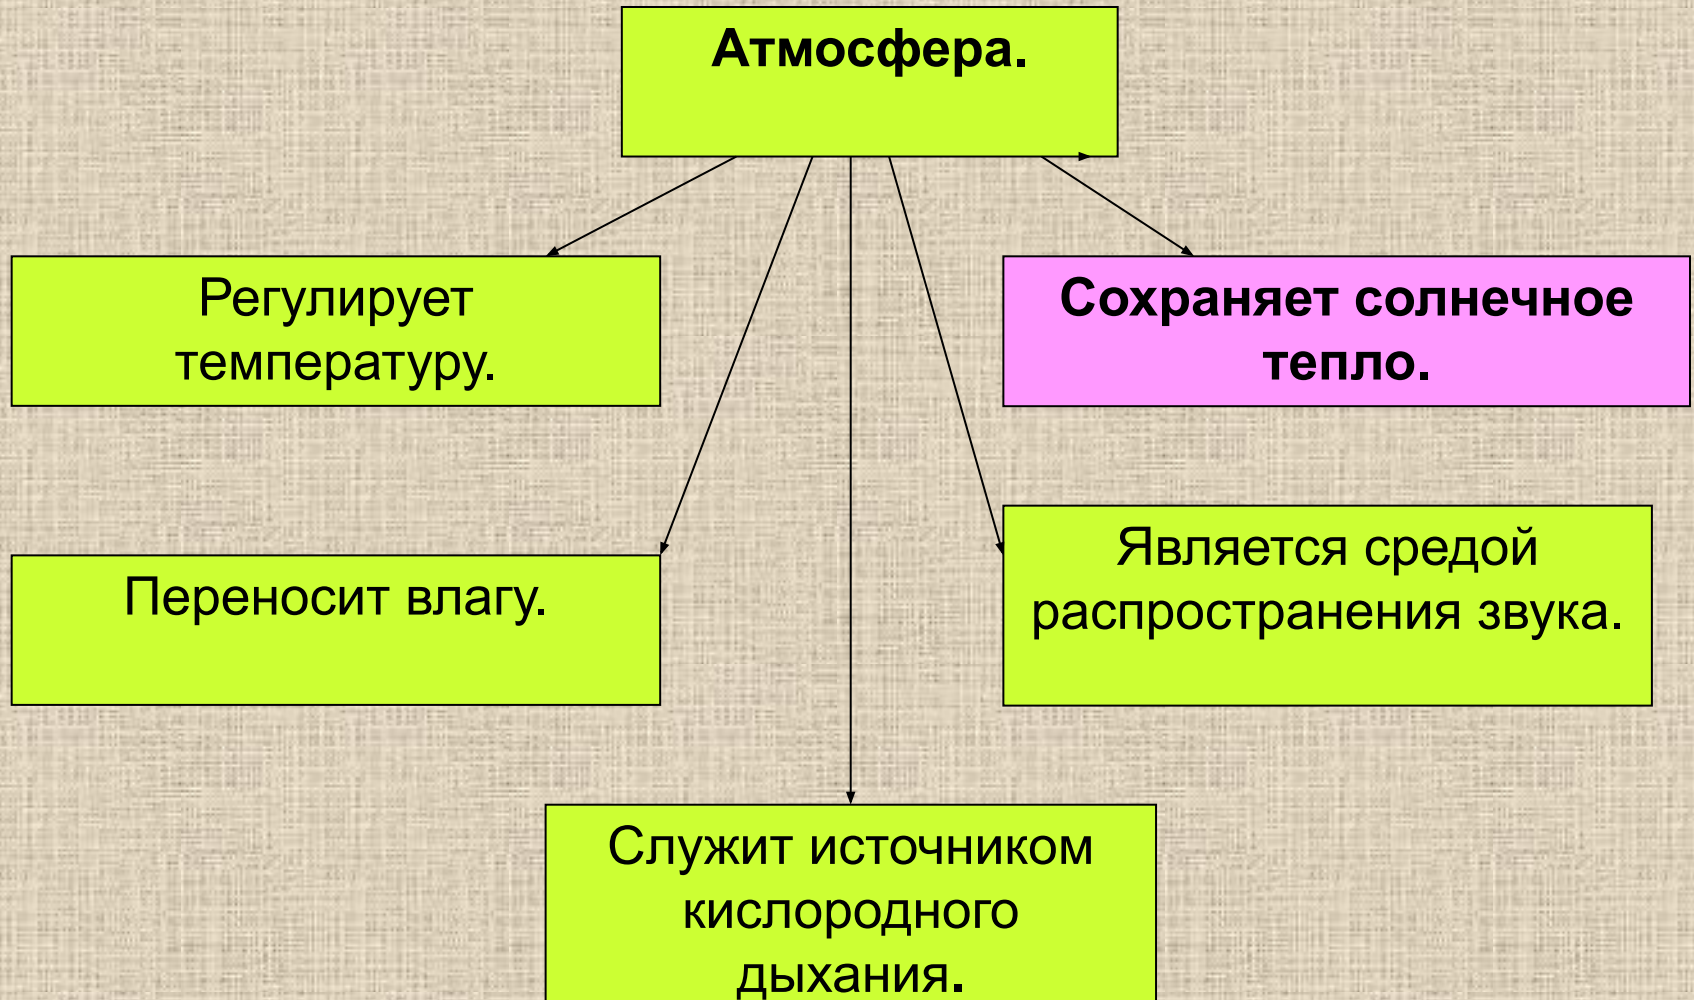 Атмосфера.
Регулирует
температуру.
Сохраняет солнечное
тепло.
Переносит влагу.
Является средой
распространения звука.
Служит источником
кислородного
дыхания.